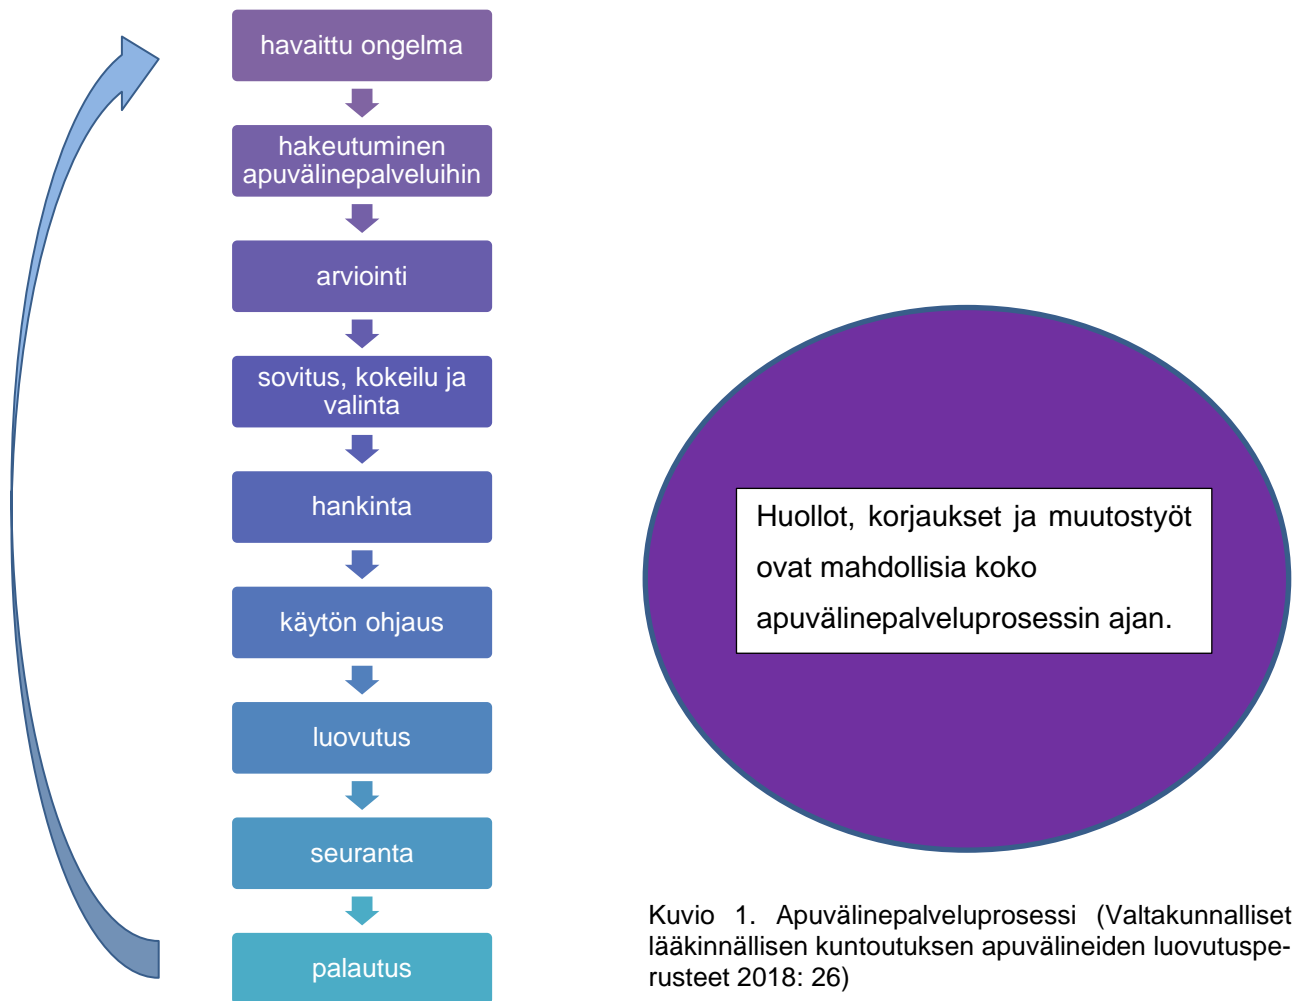 havaittu ongelma
hakeutuminen
apuvälinepalveluihin
arviointi
sovitus, kokeilu ja
valinta
hankinta
käytön ohjaus
luovutus
seuranta
palautus
Huollot, korjaukset ja muutostyöt
ovat mahdollisia koko
apuvälinepalveluprosessin ajan.
Kuvio 1. Apuvälinepalveluprosessi (Valtakunnalliset
lääkinnällisen kuntoutuksen apuvälineiden luovutuspe-
rusteet 2018: 26)